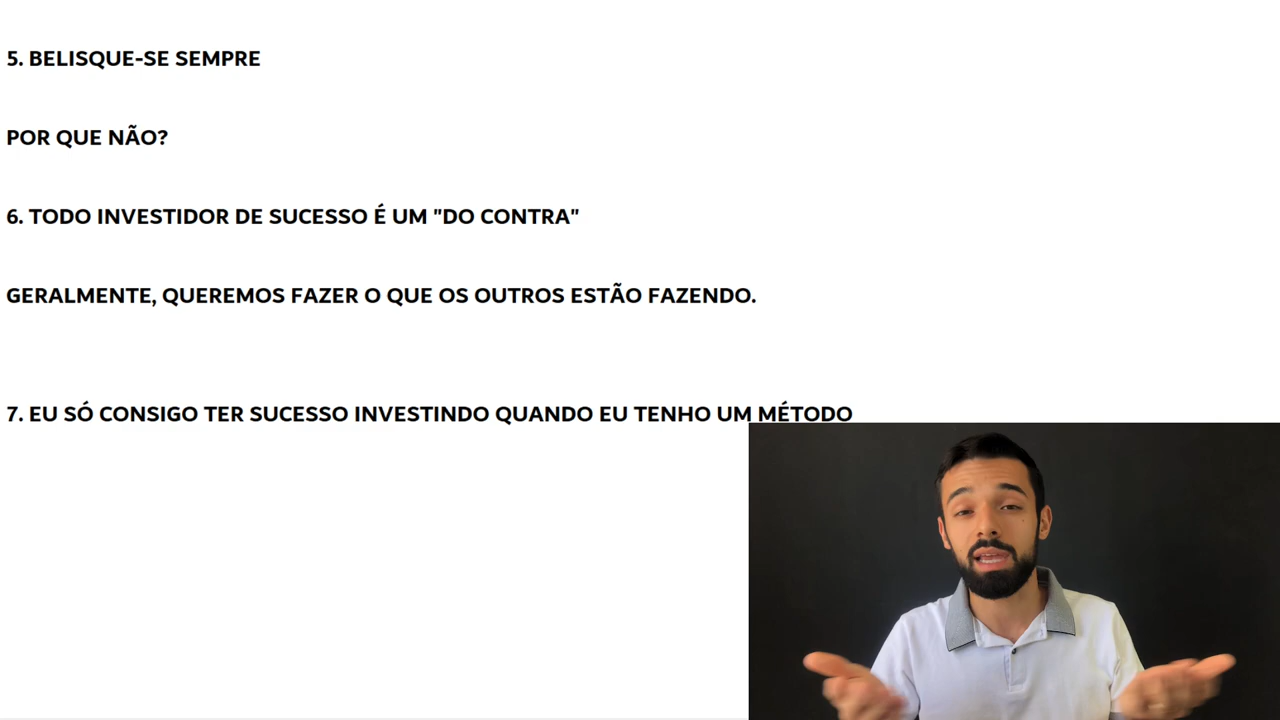 5. BELISQUE-SE SEMPRE
POR QUE NÃO?
6. TODO INVESTIDOR DE SUCESSO É UM "DO CONTRA"
GERALMENTE, QUEREMOS FAZER O QUE OS OUTROS ESTÃO FAZENDO.
7. EU SÓ CONSIGO TER SUCESSO INVESTINDO QUANDO EU TENHO UM MÉTODO